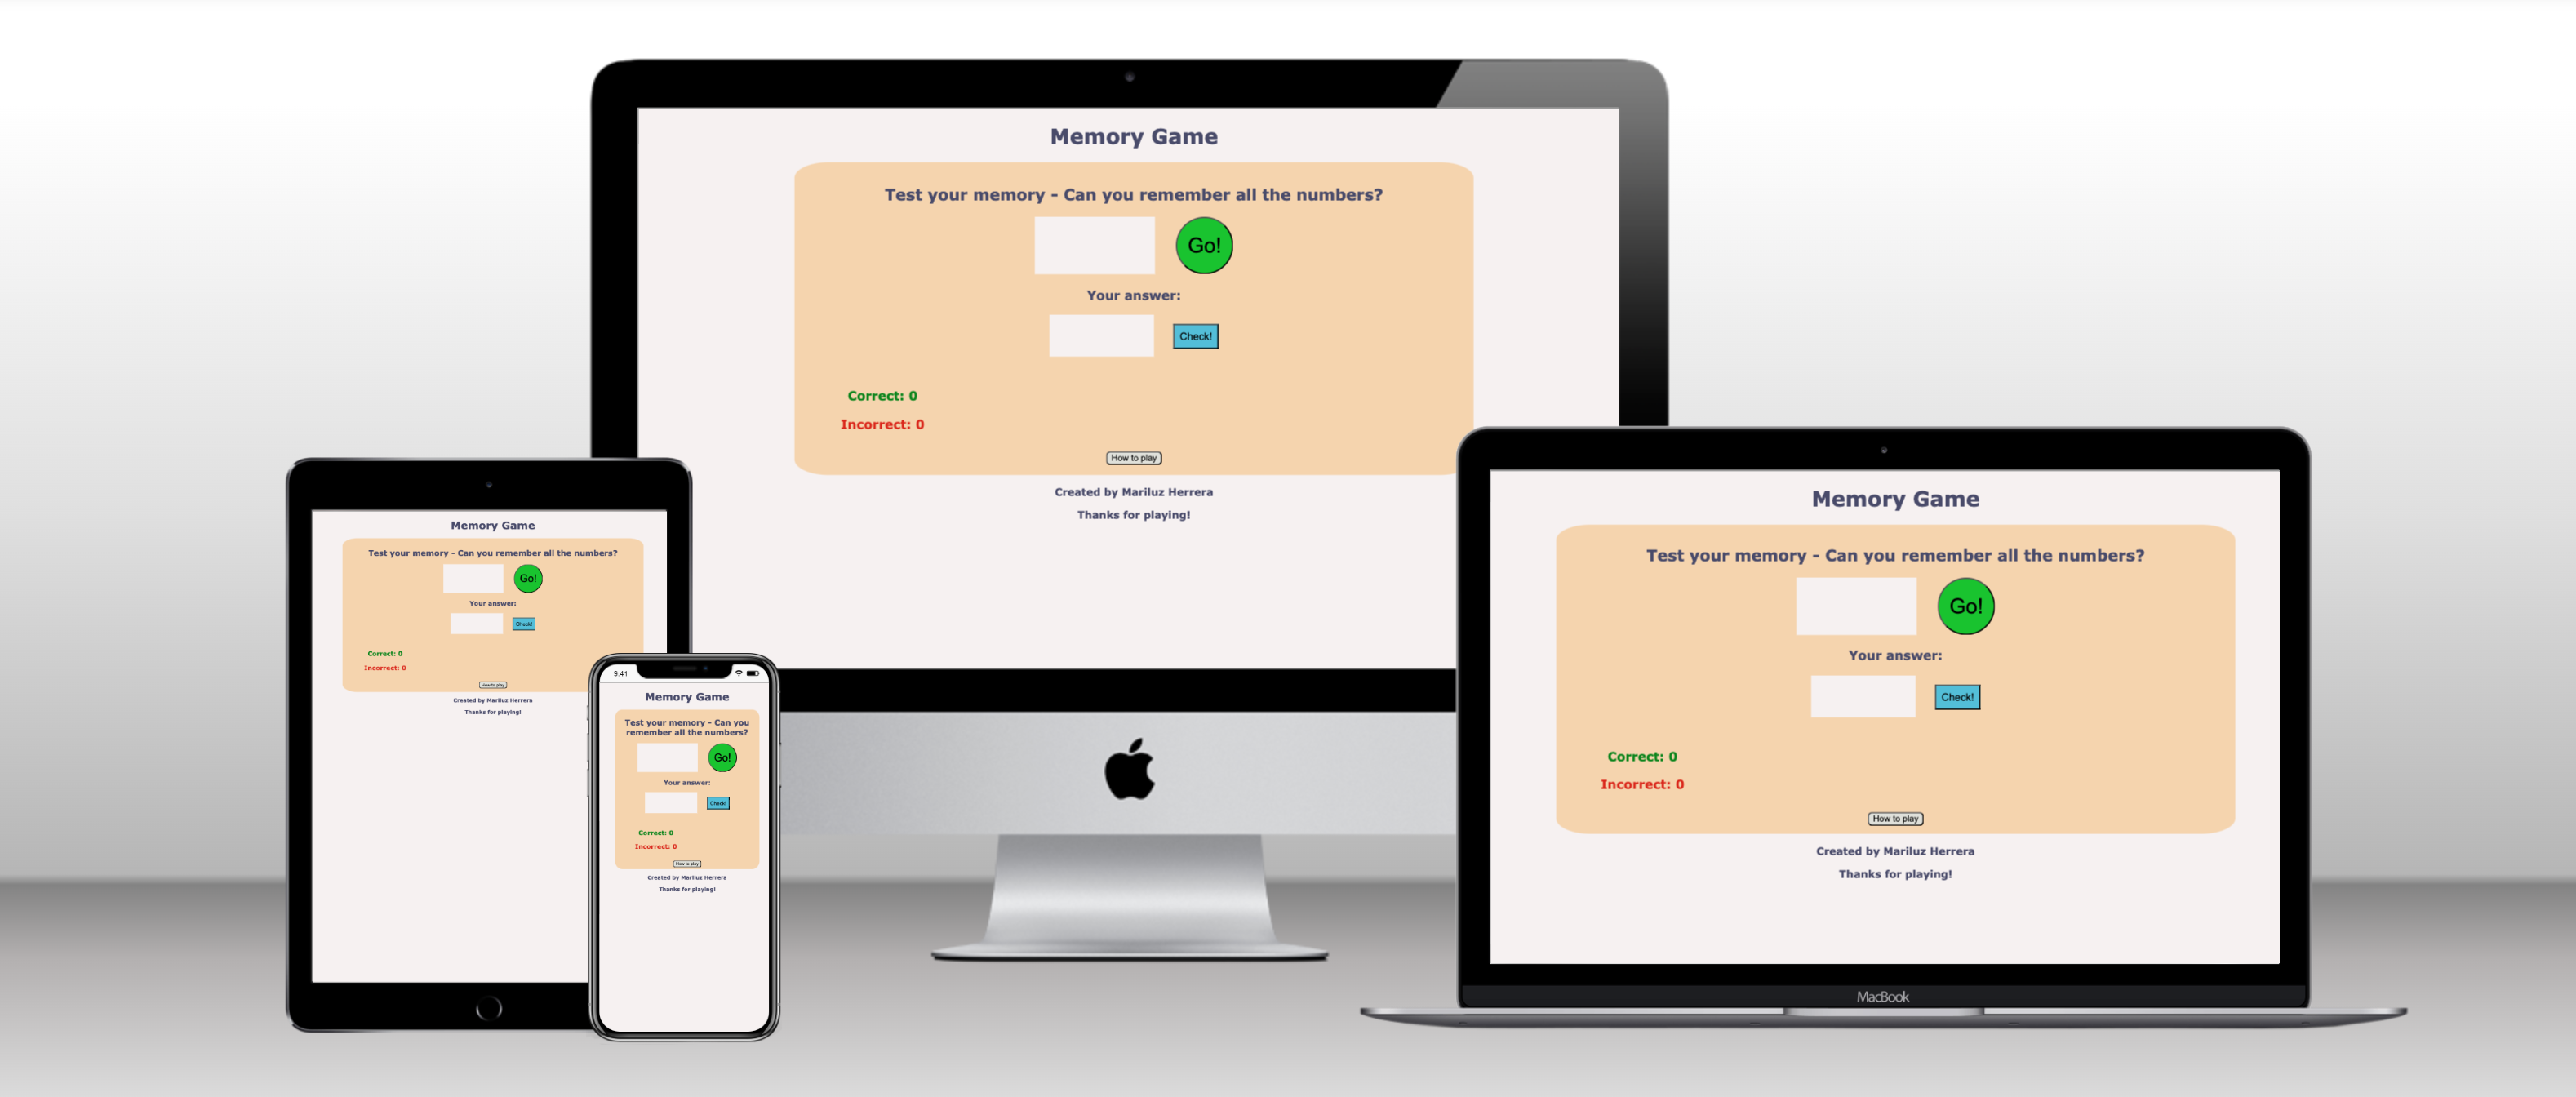 Memory Game
Test your memory - Can you remember all the numbers?
Go!
Your answer:
Check!
Correct: 0
Incorrect: 0
How to play
Created by Mariluz Herrera
Thanks for playing!
Memory Game
Test your memory - Can you remember all the numbers?
Go!
Your answer:
Check!
Correct: 0
Incorrect: 0
How to play
Created by Mariluz Herrera
Thanks for playing!
9:41
Memory Game
Test your memory - Can you
remember all the numbers?
Go!
Your answer:
Check!
Correct: 0
Incorrect: 0
How to play
Created by Mariluz Herrera
Thanks for playing!
Memory Game
Test your memory - Can you remember all the numbers?
Go!
Your answer:
Check!
Correct: 0
Incorrect: 0
How to play
Created by Mariluz Herrera
Thanks for playing!
MacBook